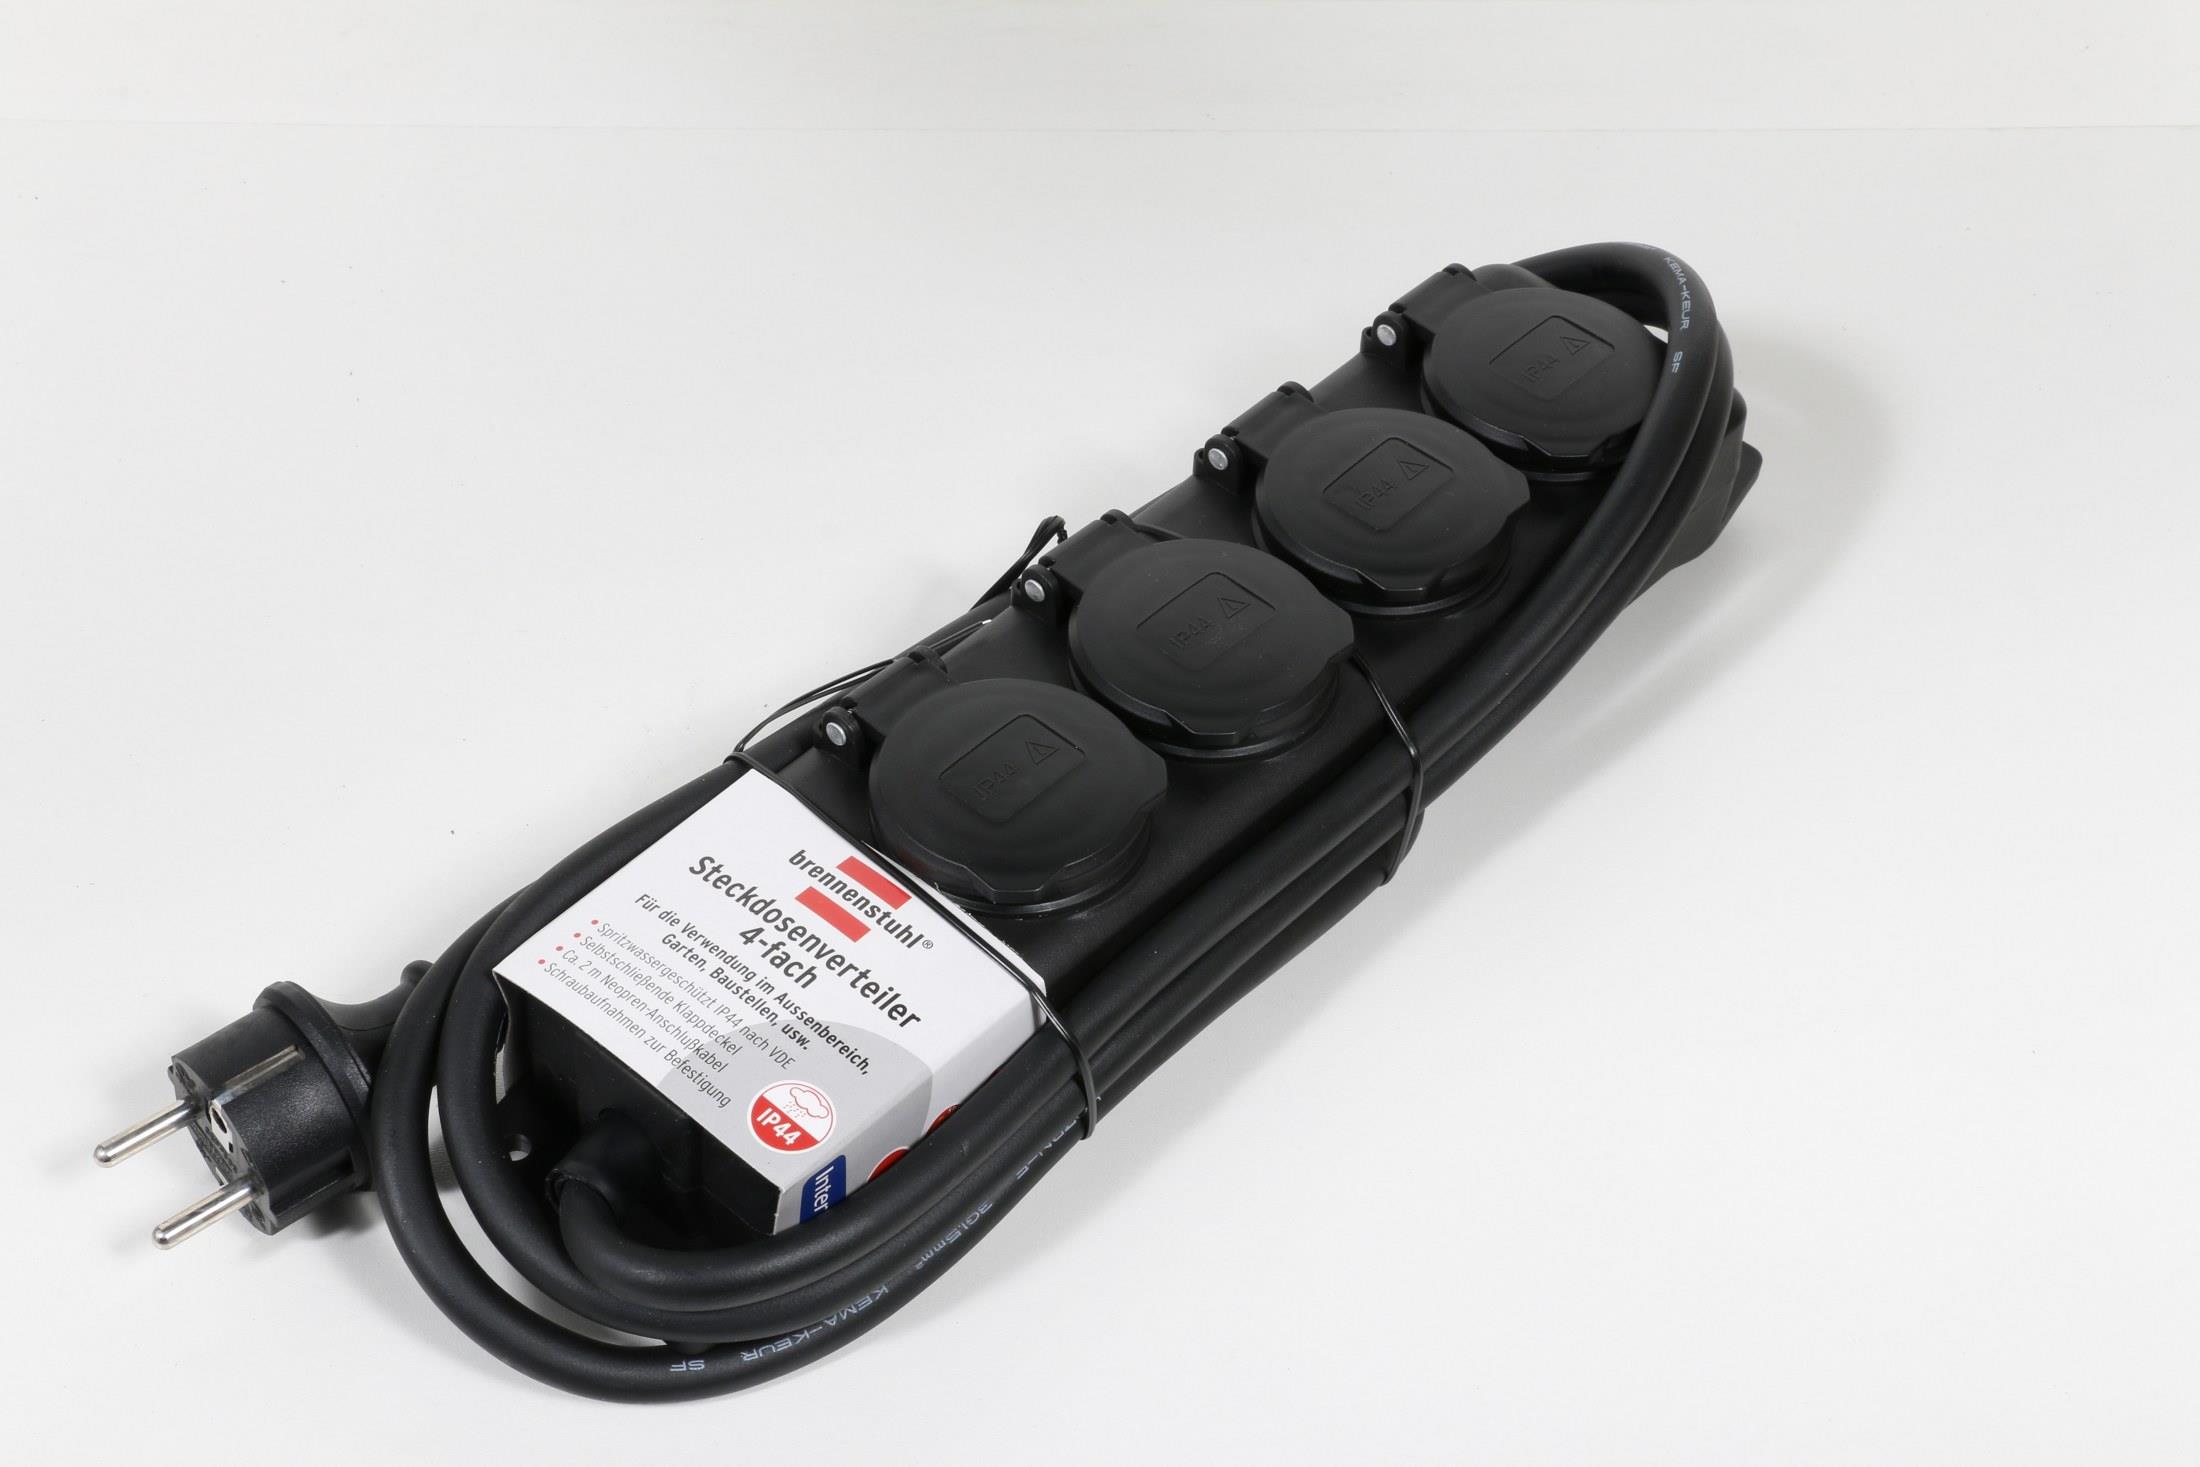 KEMA-KEUR SF
IP44
IP44
IP44
IP44
brennenstuhl®
Steckdosenverteiler
4-fach
Für die Verwendung im Aussenbereich,
Garten, Baustellen, usw.
• Spritzwassergeschützt IP44 nach VDE
• Selbstschließende Klappdeckel
• Ca. 2 m Neopren-Anschlußkabel
• Schraubaufnahmen zur Befestigung
IP44
Inter
3G1.5mm² KEMA-KEUR SF